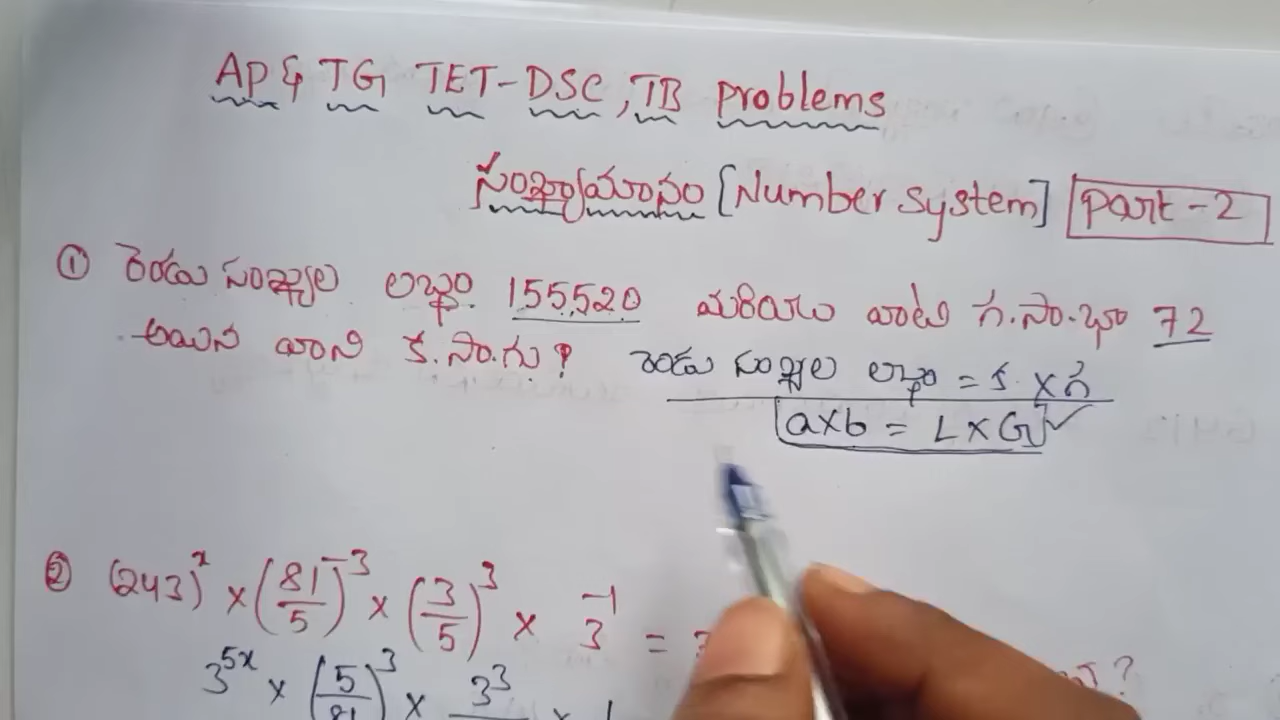 AP & TG TET-DSC, TB problems
సంఖ్యామానం [Number system] part-2
① రెండు సంఖ్యల లబ్ధం 155520 మరియు వాటి గ.సా.భా 72
అయిన వాని క.సా.గు?
రెండు సంఖ్యల లబ్ధం = క × గ
a×b = L×G ✓
② (243)^x × (81/5)^-3 × (3/5)^3 × 3^-1 =
3^5x × (5/81)^3 × 3^3 ×